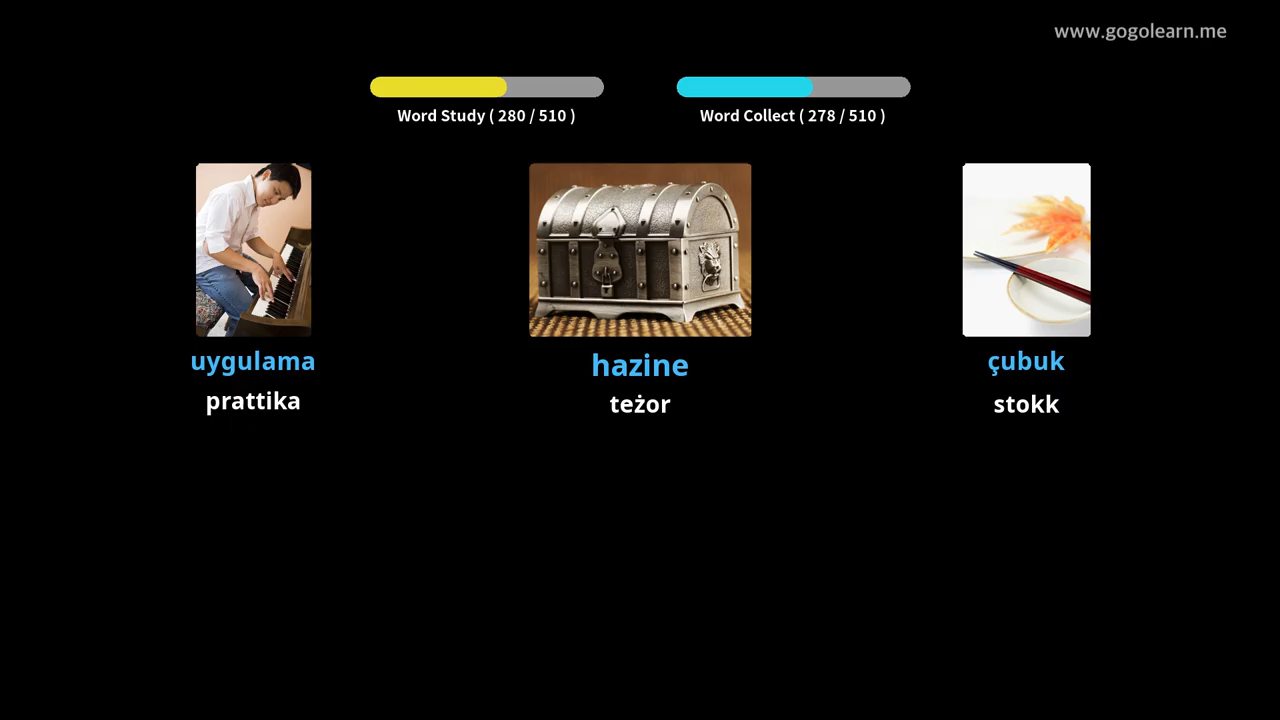 www.gogolearn.me
Word Study ( 280 / 510 )
Word Collect ( 278 / 510 )
uygulama
prattika
hazine
teżor
çubuk
stokk